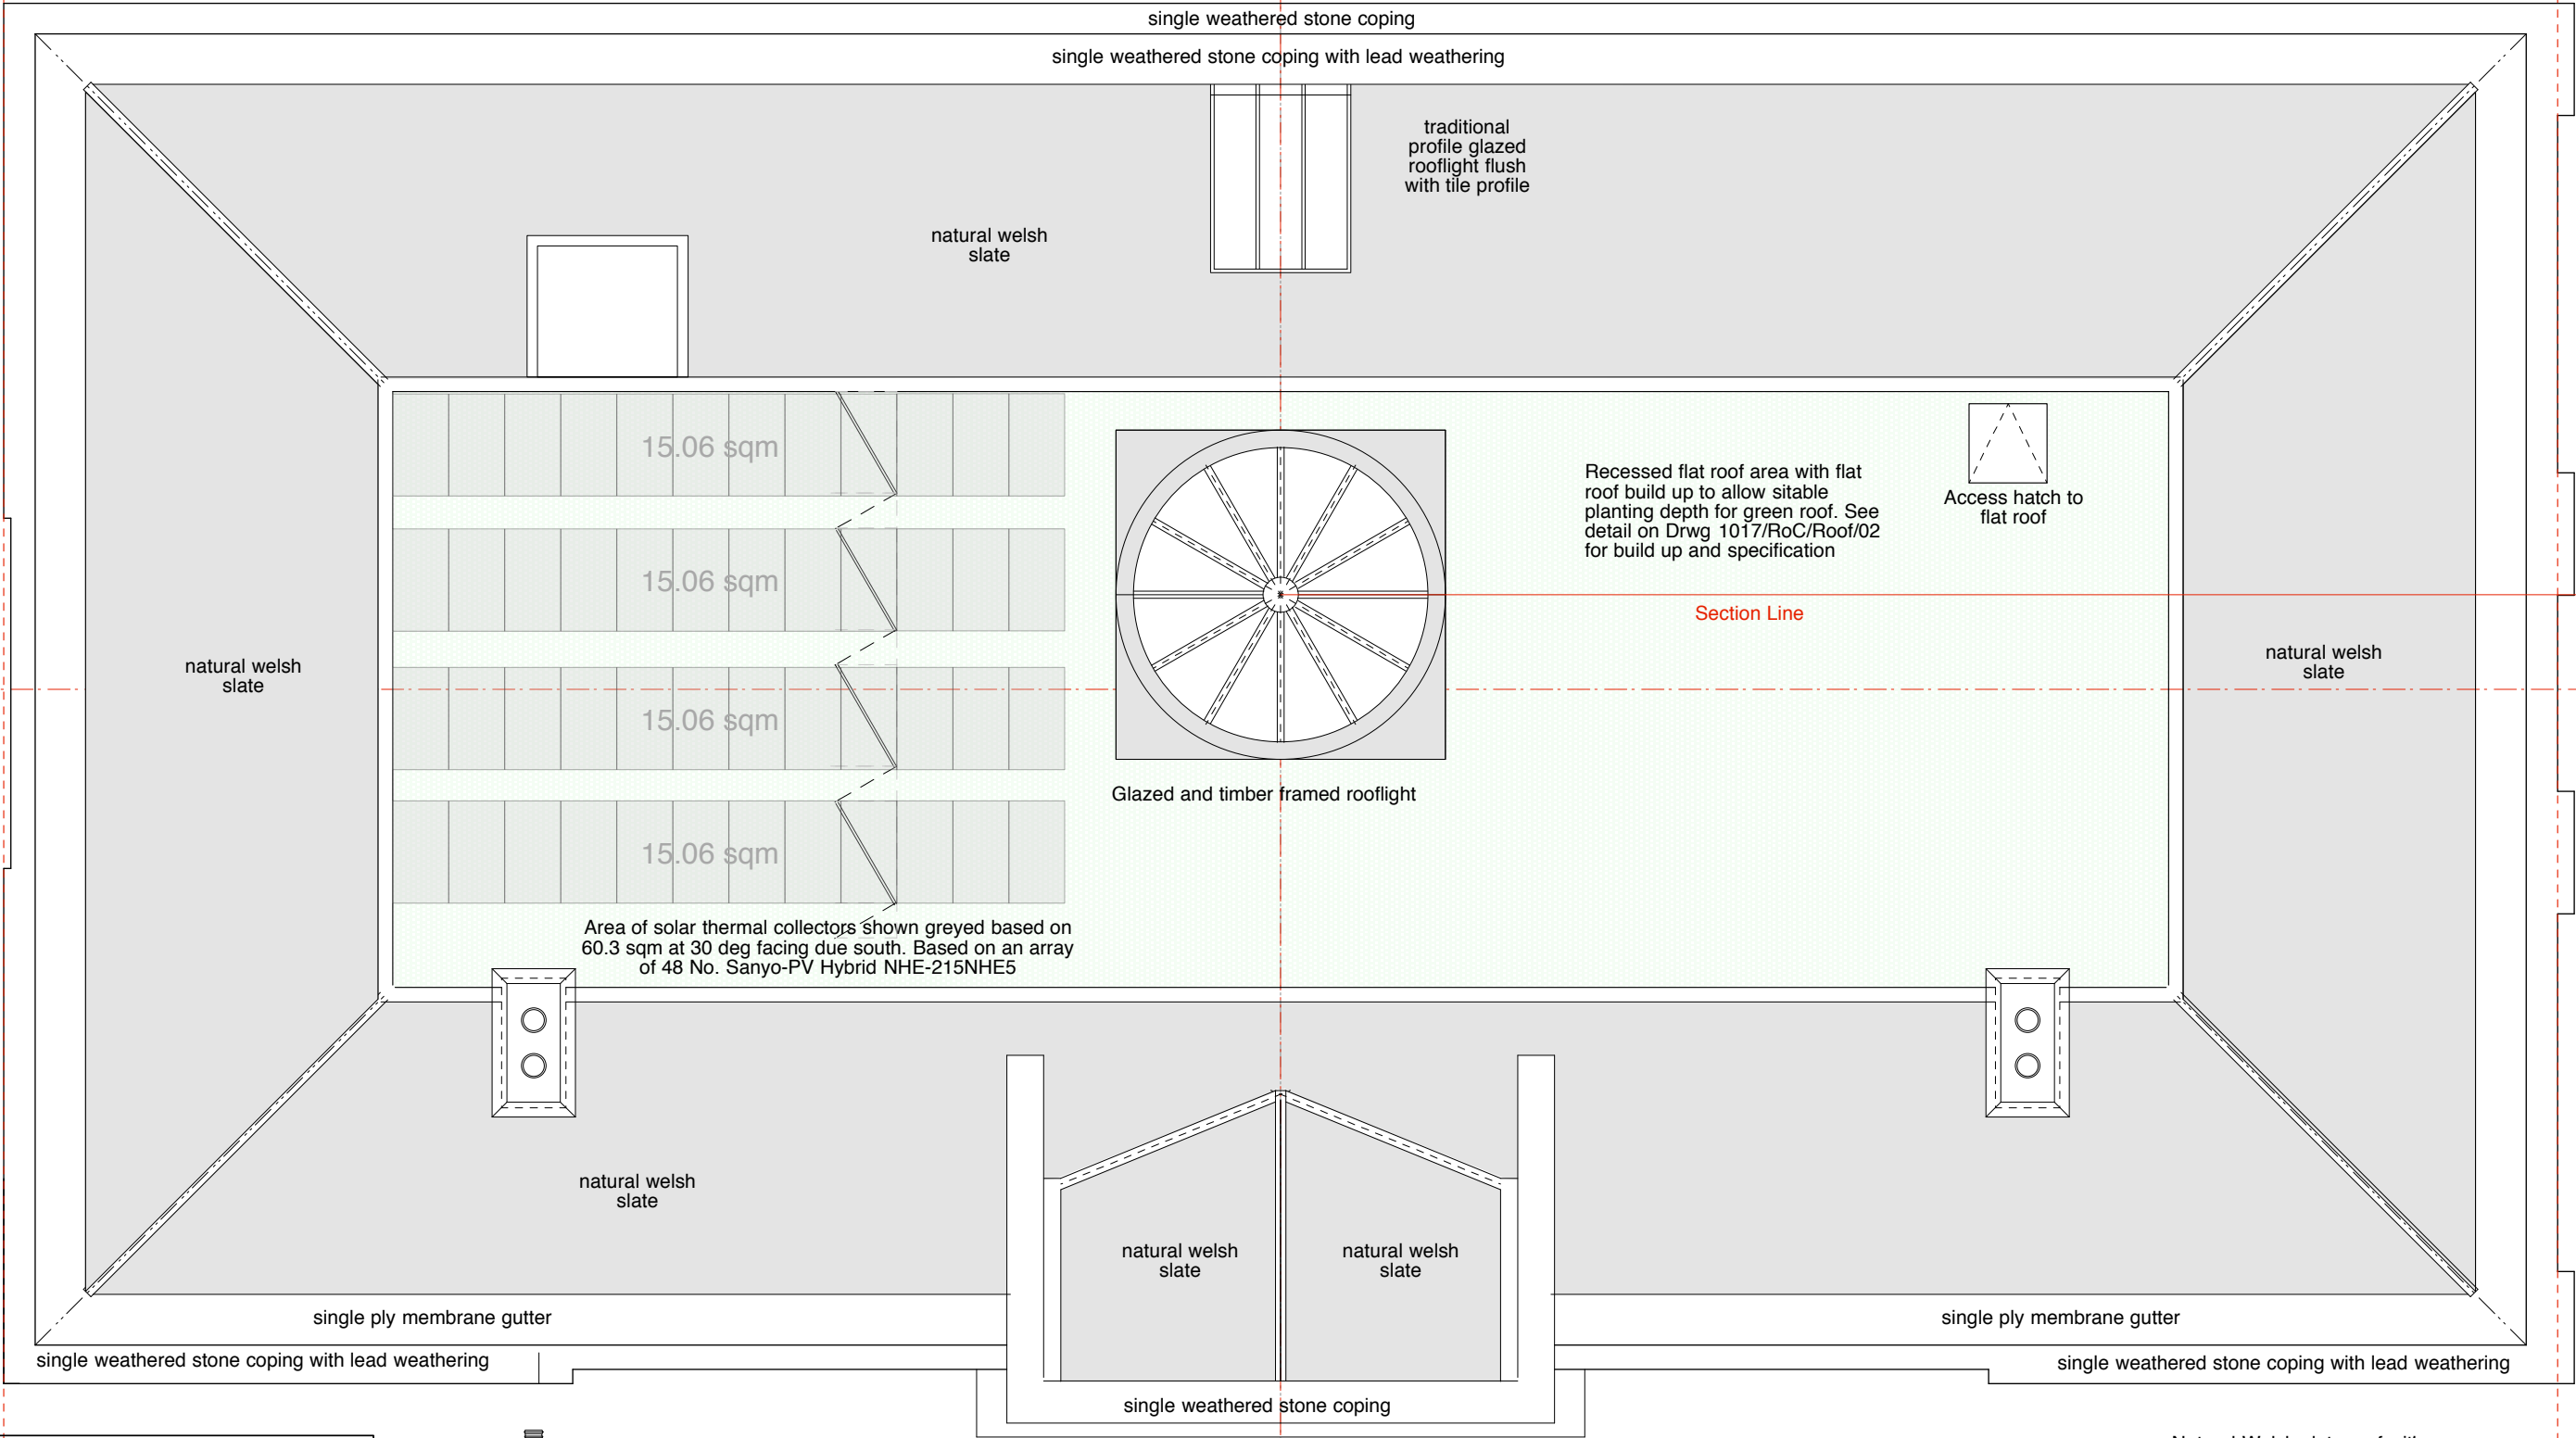 single weathered stone coping
single weathered stone coping with lead weathering
traditional
profile glazed
rooflight flush
with tile profile
natural welsh
slate
15.06 sqm
15.06 sqm
15.06 sqm
15.06 sqm
Recessed flat roof area with flat
roof build up to allow sitable
planting depth for green roof. See
detail on Drwg 1017/RoC/Roof/02
for build up and specification
Access hatch to
flat roof
Section Line
natural welsh
slate
natural welsh
slate
Glazed and timber framed rooflight
Area of solar thermal collectors shown greyed based on
60.3 sqm at 30 deg facing due south. Based on an array
of 48 No. Sanyo-PV Hybrid NHE-215NHE5
natural welsh
slate
natural welsh
slate
natural welsh
slate
single ply membrane gutter
single ply membrane gutter
single weathered stone coping with lead weathering
single weathered stone coping with lead weathering
single weathered stone coping